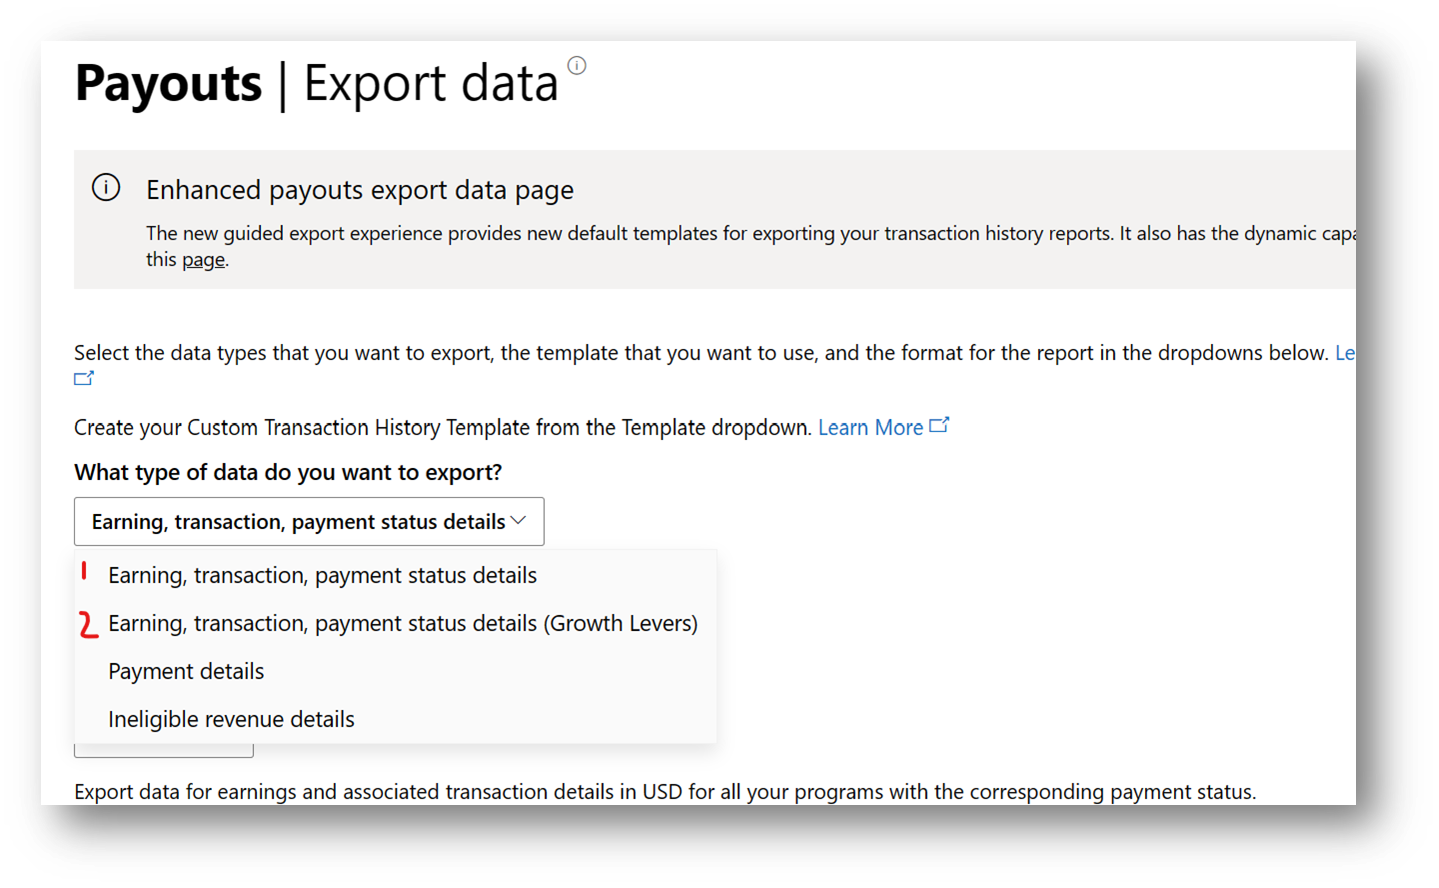 Payouts | Export data
Enhanced payouts export data page
The new guided export experience provides new default templates for exporting your transaction history reports. It also has the dynamic capa
this page.
Select the data types that you want to export, the template that you want to use, and the format for the report in the dropdowns below. Le
Create your Custom Transaction History Template from the Template dropdown. Learn More
What type of data do you want to export?
Earning, transaction, payment status details
1 Earning, transaction, payment status details
2 Earning, transaction, payment status details (Growth Levers)
Payment details
Ineligible revenue details
Export data for earnings and associated transaction details in USD for all your programs with the corresponding payment status.